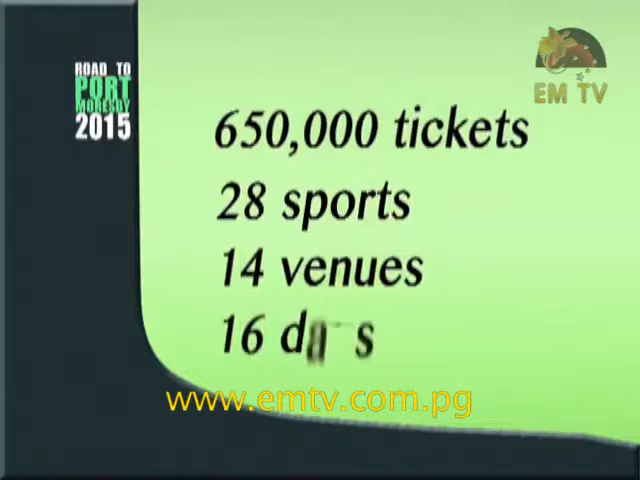 ROAD TO
PORT
MORESBY
2015
EM TV
650,000 tickets
28 sports
14 venues
16
www.emtv.com.pg